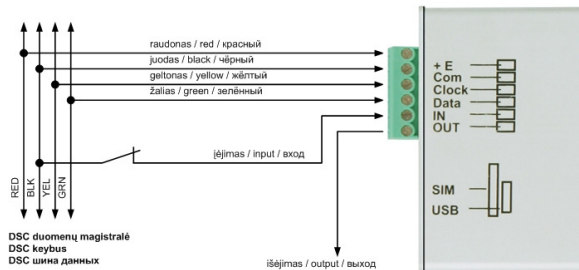 raudonas / red / красный
juodas / black / чёрный
geltonas / yellow / жёлтый
žalias / green / зелённый
įėjimas / input / вход
RED
BLK
YEL
GRN
DSC duomenų magistralė
DSC keybus
DSC шина данных
išėjimas / output / выход
+ E
Com
Clock
Data
IN
OUT
SIM
USB